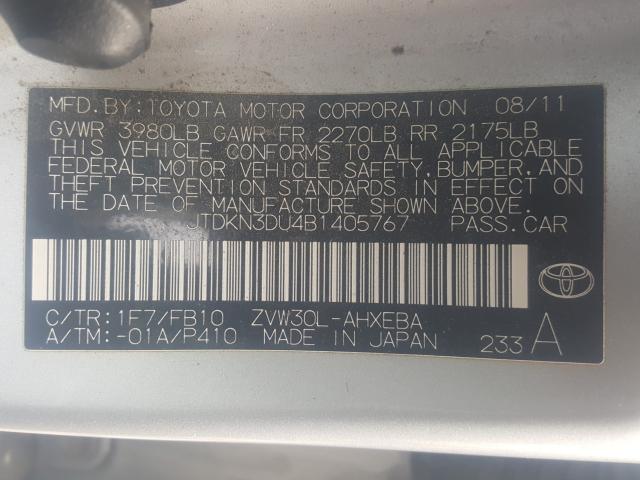 MFD. BY: TOYOTA MOTOR CORPORATION 08/11
GVWR 3980LB GAWR FR 2270LB RR 2175LB
THIS VEHICLE CONFORMS TO ALL APPLICABLE
FEDERAL MOTOR VEHICLE SAFETY, BUMPER, AND
THEFT PREVENTION STANDARDS IN EFFECT ON
THE DATE OF MANUFACTURE SHOWN ABOVE.
JTDKN3DU4B1405767 PASS. CAR
C/TR: 1F7/FB10 ZVW30L-AHXEBA
A/TM: -01A/P410 MADE IN JAPAN 233 A